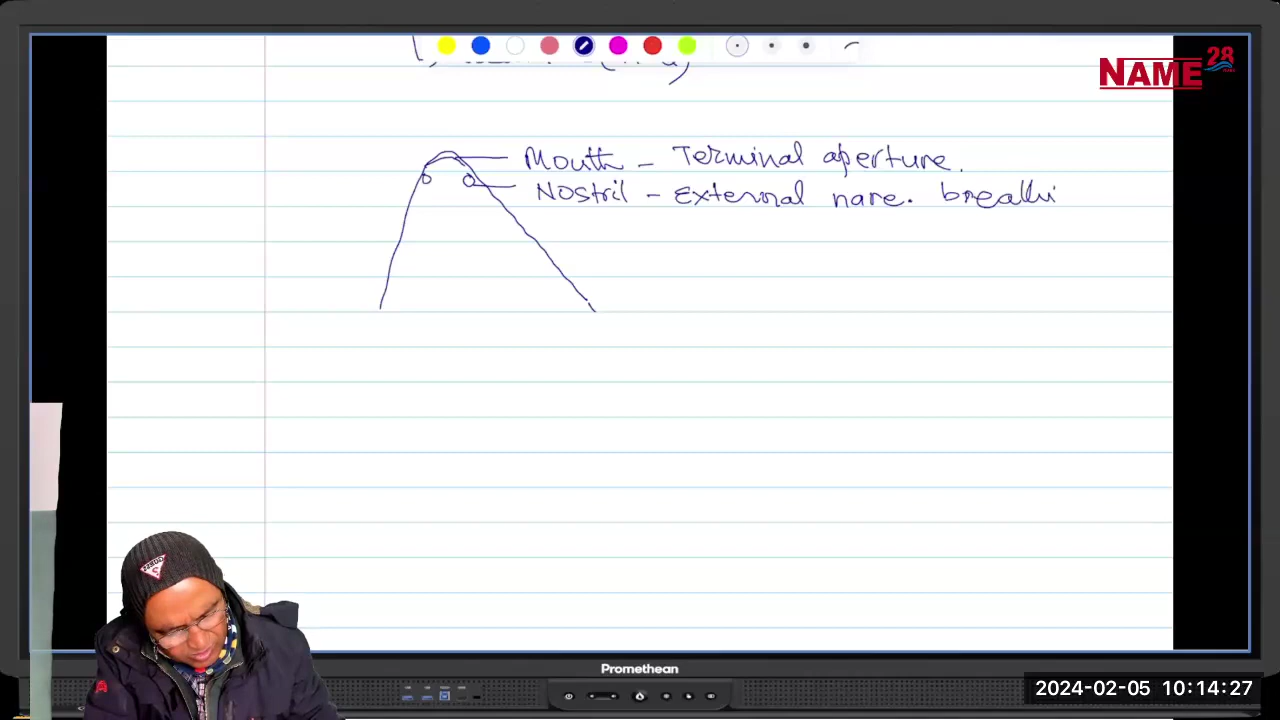 NAME 28
Mouth - Terminal aperture.
Nostril - External nare. breathi
Promethean
2024-02-05 10:14:27